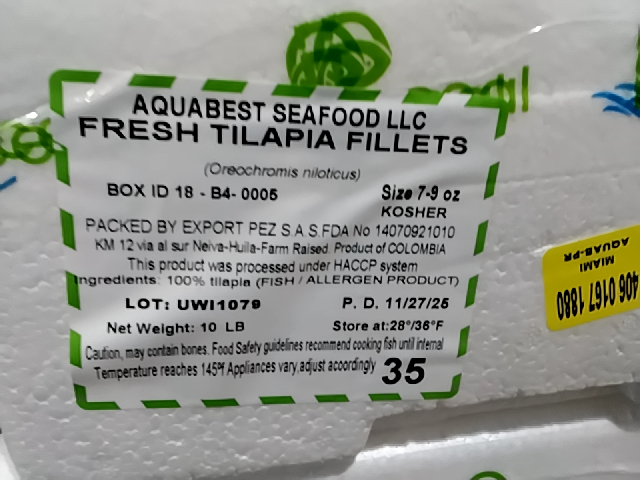 AQUABEST SEAFOOD LLC
FRESH TILAPIA FILLETS
(Oreochromis niloticus)
BOX ID 18 - B4- 0005
Size 7-9 oz
KOSHER
PACKED BY EXPORT PEZ S.A.S.FDA No 14070921010
KM 12 via al sur Neiva-Huila-Farm Raised. Product of COLOMBIA
This product was processed under HACCP system
Ingredients: 100% tilapia (FISH / ALLERGEN PRODUCT)
LOT: UWI1079
P. D. 11/27/25
Net Weight: 10 LB
Store at:28°/36°F
Caution, may contain bones. Food Safety guidelines recommend cooking fish until internal
Temperature reaches 145°f Appliances vary,adjust acoordingly
35
406 0167 1880
MIAMI
AQUAB-PR